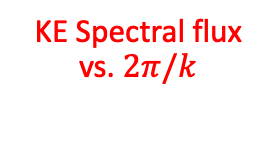 KE Spectral flux
vs. 2π/k